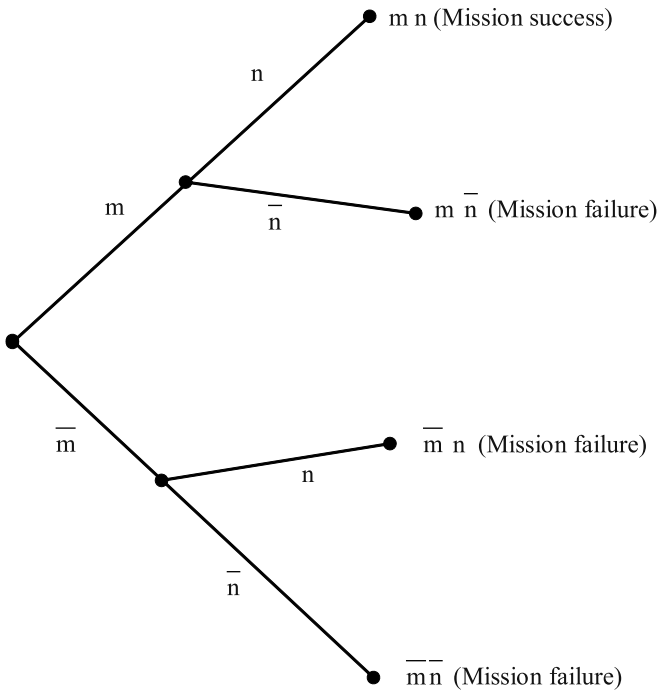 m n (Mission success)
n
m
n̅
m n̅ (Mission failure)
m̅
m̅ n (Mission failure)
n
n̅
m̅ n̅ (Mission failure)